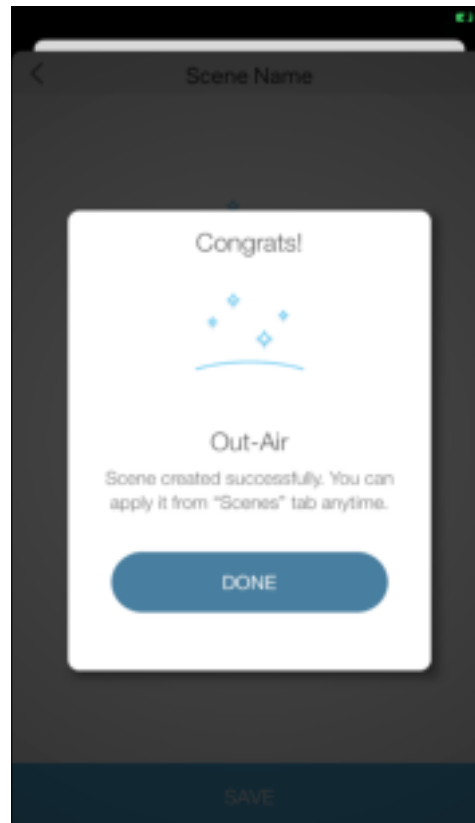 Scene Name
Congrats!
Out-Air
Scene created successfully. You can
apply it from "Scenes" tab anytime.
DONE
SAVE